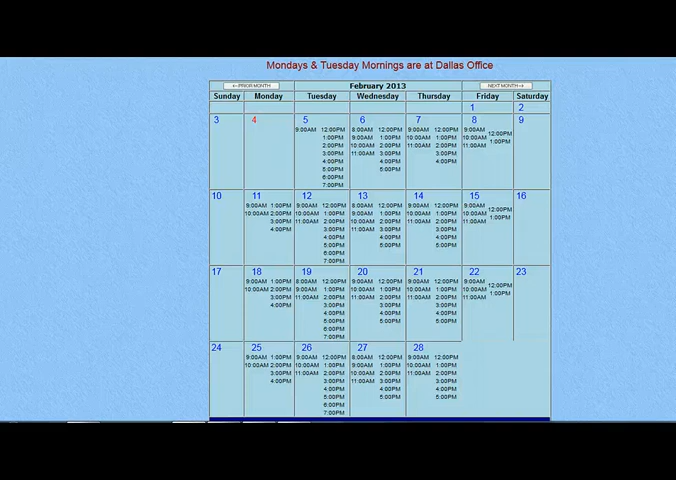 Mondays & Tuesday Mornings are at Dallas Office
<-- PRIOR MONTH February 2013 NEXT MONTH -->
Sunday Monday Tuesday Wednesday Thursday Friday Saturday
1 2
3 4 5 6 7 8 9
9:00AM 12:00PM 8:00AM 12:00PM 9:00AM 12:00PM 9:00AM 12:00PM
1:00PM 9:00AM 1:00PM 10:00AM 1:00PM 10:00AM 1:00PM
2:00PM 10:00AM 2:00PM 11:00AM 2:00PM 11:00AM
3:00PM 11:00AM 3:00PM 3:00PM
4:00PM 4:00PM 4:00PM
5:00PM 5:00PM
6:00PM
7:00PM
10 11 12 13 14 15 16
9:00AM 1:00PM 9:00AM 12:00PM 8:00AM 12:00PM 9:00AM 12:00PM 9:00AM 12:00PM
10:00AM 2:00PM 10:00AM 1:00PM 9:00AM 1:00PM 10:00AM 1:00PM 10:00AM 1:00PM
3:00PM 11:00AM 2:00PM 10:00AM 2:00PM 11:00AM 2:00PM 11:00AM
4:00PM 3:00PM 11:00AM 3:00PM 3:00PM
4:00PM 4:00PM 4:00PM
5:00PM 5:00PM 5:00PM
6:00PM
7:00PM
17 18 19 20 21 22 23
9:00AM 1:00PM 8:00AM 12:00PM 9:00AM 12:00PM 9:00AM 12:00PM 9:00AM 12:00PM
10:00AM 2:00PM 9:00AM 1:00PM 10:00AM 1:00PM 10:00AM 1:00PM 10:00AM 1:00PM
3:00PM 11:00AM 2:00PM 11:00AM 2:00PM 11:00AM 2:00PM 11:00AM
4:00PM 3:00PM 3:00PM 3:00PM
4:00PM 4:00PM 4:00PM
5:00PM 5:00PM 5:00PM
6:00PM
7:00PM
24 25 26 27 28
9:00AM 1:00PM 9:00AM 12:00PM 8:00AM 12:00PM 9:00AM 12:00PM
10:00AM 2:00PM 10:00AM 1:00PM 9:00AM 1:00PM 10:00AM 1:00PM
3:00PM 11:00AM 2:00PM 10:00AM 2:00PM 11:00AM 2:00PM
4:00PM 3:00PM 11:00AM 3:00PM 3:00PM
4:00PM 4:00PM 4:00PM
5:00PM 5:00PM 5:00PM
6:00PM
7:00PM